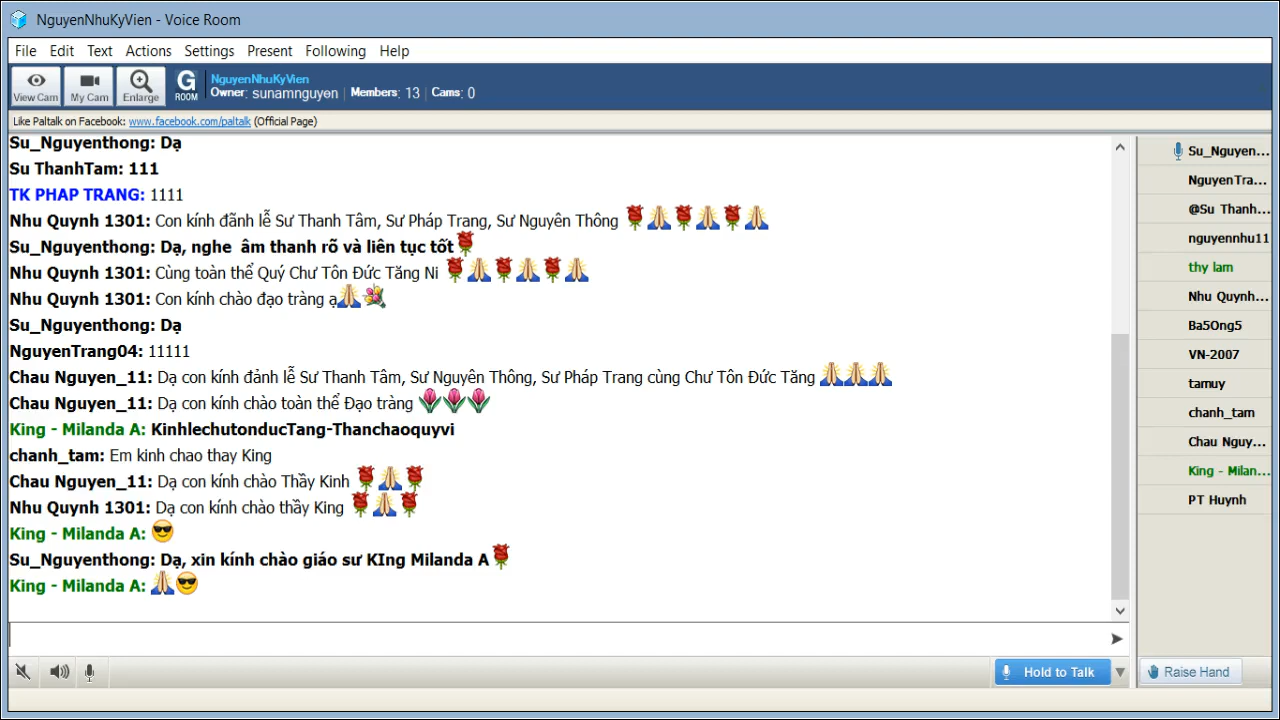 NguyenNhuKyVien - Voice Room
File Edit Text Actions Settings Present Following Help
View Cam My Cam Enlarge G ROOM NguyenNhuKyVien
Owner: sunamnguyen | Members: 13 | Cams: 0
Like Paltalk on Facebook: www.facebook.com/paltalk (Official Page)
Su_Nguyenthong: Dạ
Su ThanhTam: 111
TK PHAP TRANG: 1111
Nhu Quynh 1301: Con kính đãnh lễ Sư Thanh Tâm, Sư Pháp Trang, Sư Nguyên Thông 🌹🙏🌹🙏🌹🙏
Su_Nguyenthong: Dạ, nghe âm thanh rõ và liên tục tốt🌹
Nhu Quynh 1301: Cùng toàn thể Quý Chư Tôn Đức Tăng Ni 🌹🙏🌹🙏🌹🙏
Nhu Quynh 1301: Con kính chào đạo tràng ạ🙏💐
Su_Nguyenthong: Dạ
NguyenTrang04: 11111
Chau Nguyen_11: Dạ con kính đảnh lễ Sư Thanh Tâm, Sư Nguyên Thông, Sư Pháp Trang cùng Chư Tôn Đức Tăng 🙏🙏🙏
Chau Nguyen_11: Dạ con kính chào toàn thể Đạo tràng 🌷🌷🌷
King - Milanda A: KinhlechutonducTang-Thanchaoquyvi
chanh_tam: Em kinh chao thay King
Chau Nguyen_11: Dạ con kính chào Thầy Kinh 🌹🙏🌹
Nhu Quynh 1301: Dạ con kính chào thầy King 🌹🙏🌹
King - Milanda A: 😎
Su_Nguyenthong: Dạ, xin kính chào giáo sư KIng Milanda A🌹
King - Milanda A: 🙏😎
Su_Nguyen...
NguyenTra...
@Su Thanh...
nguyennhu11
thy lam
Nhu Quynh...
Ba5Ong5
VN-2007
tamuy
chanh_tam
Chau Nguy...
King - Milan...
PT Huynh
Hold to Talk
Raise Hand